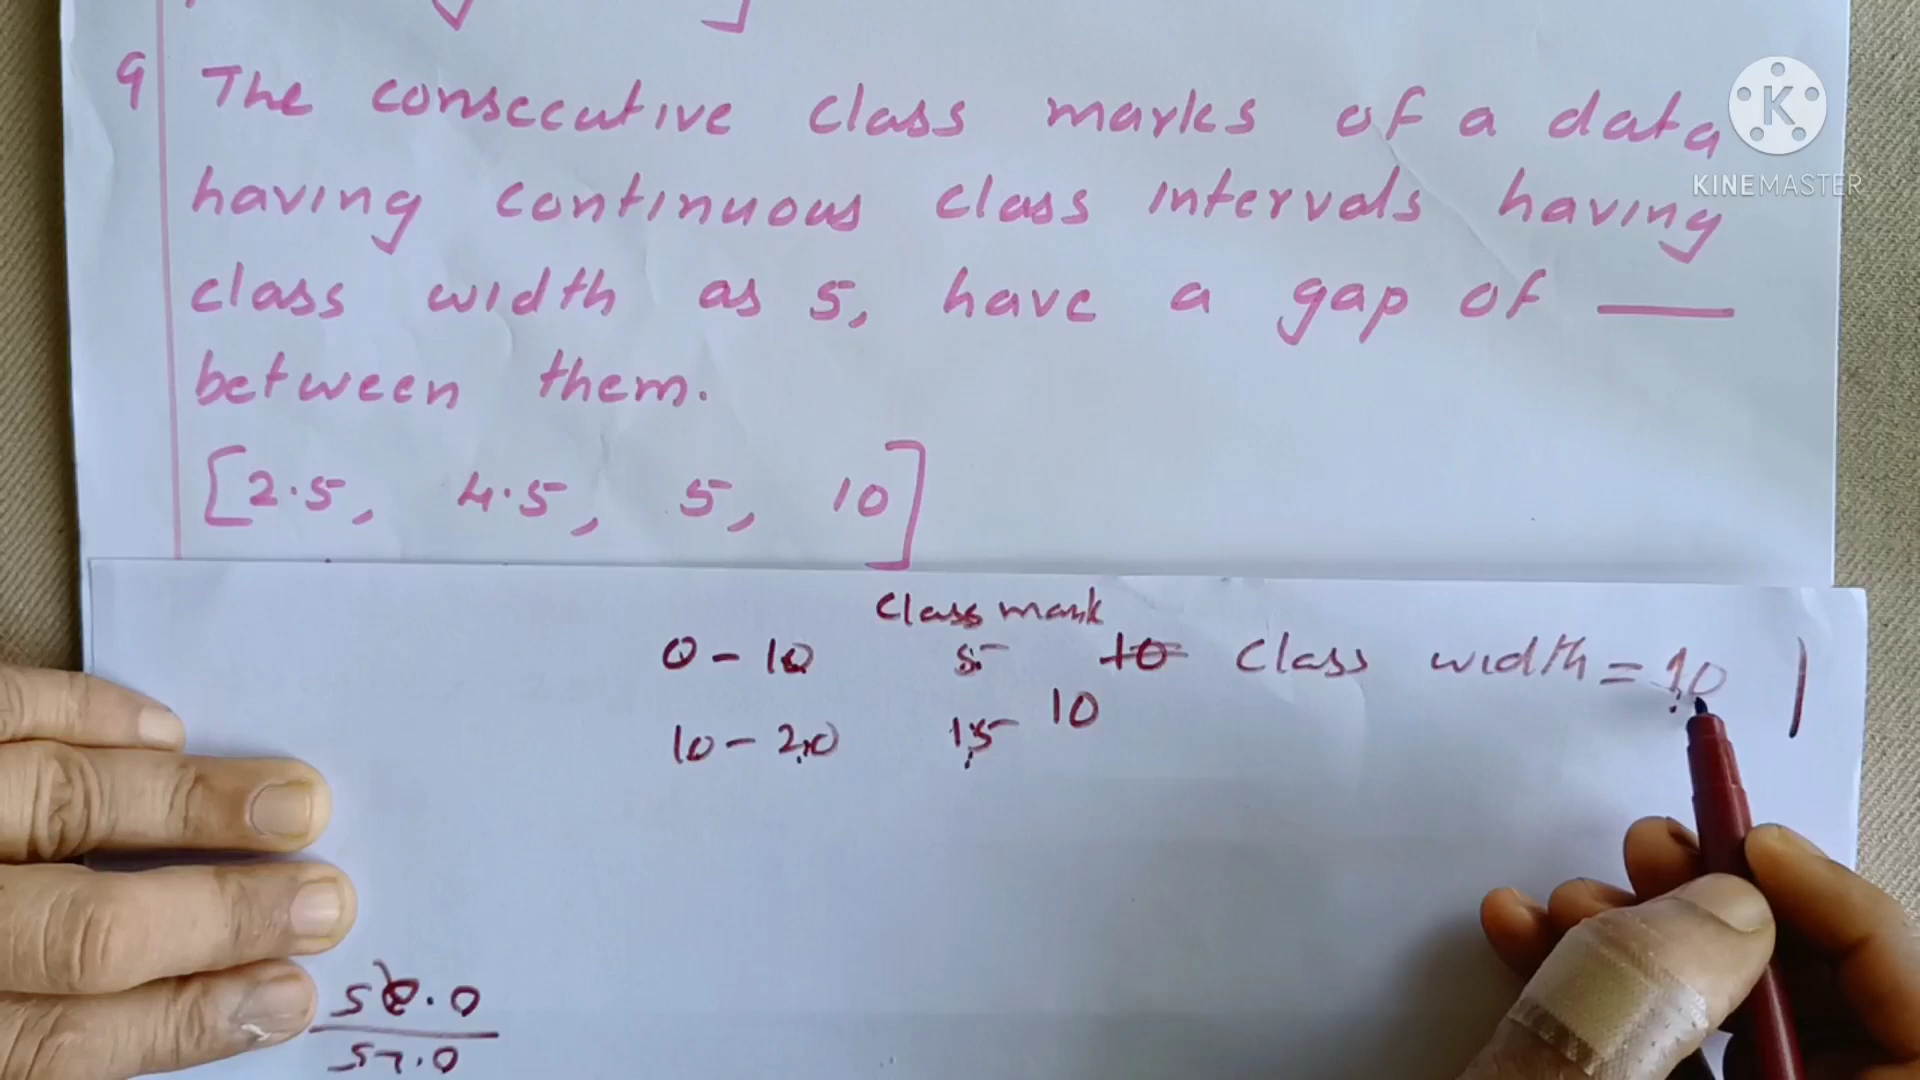 9 The consecutive class marks of a data
having continuous class intervals having
class width as 5, have a gap of ___
between them.
[2.5, 4.5, 5, 10]
K
KINEMASTER
class mark
0 - 10 5 10 class width = 10
10 - 20 15 10
57.0